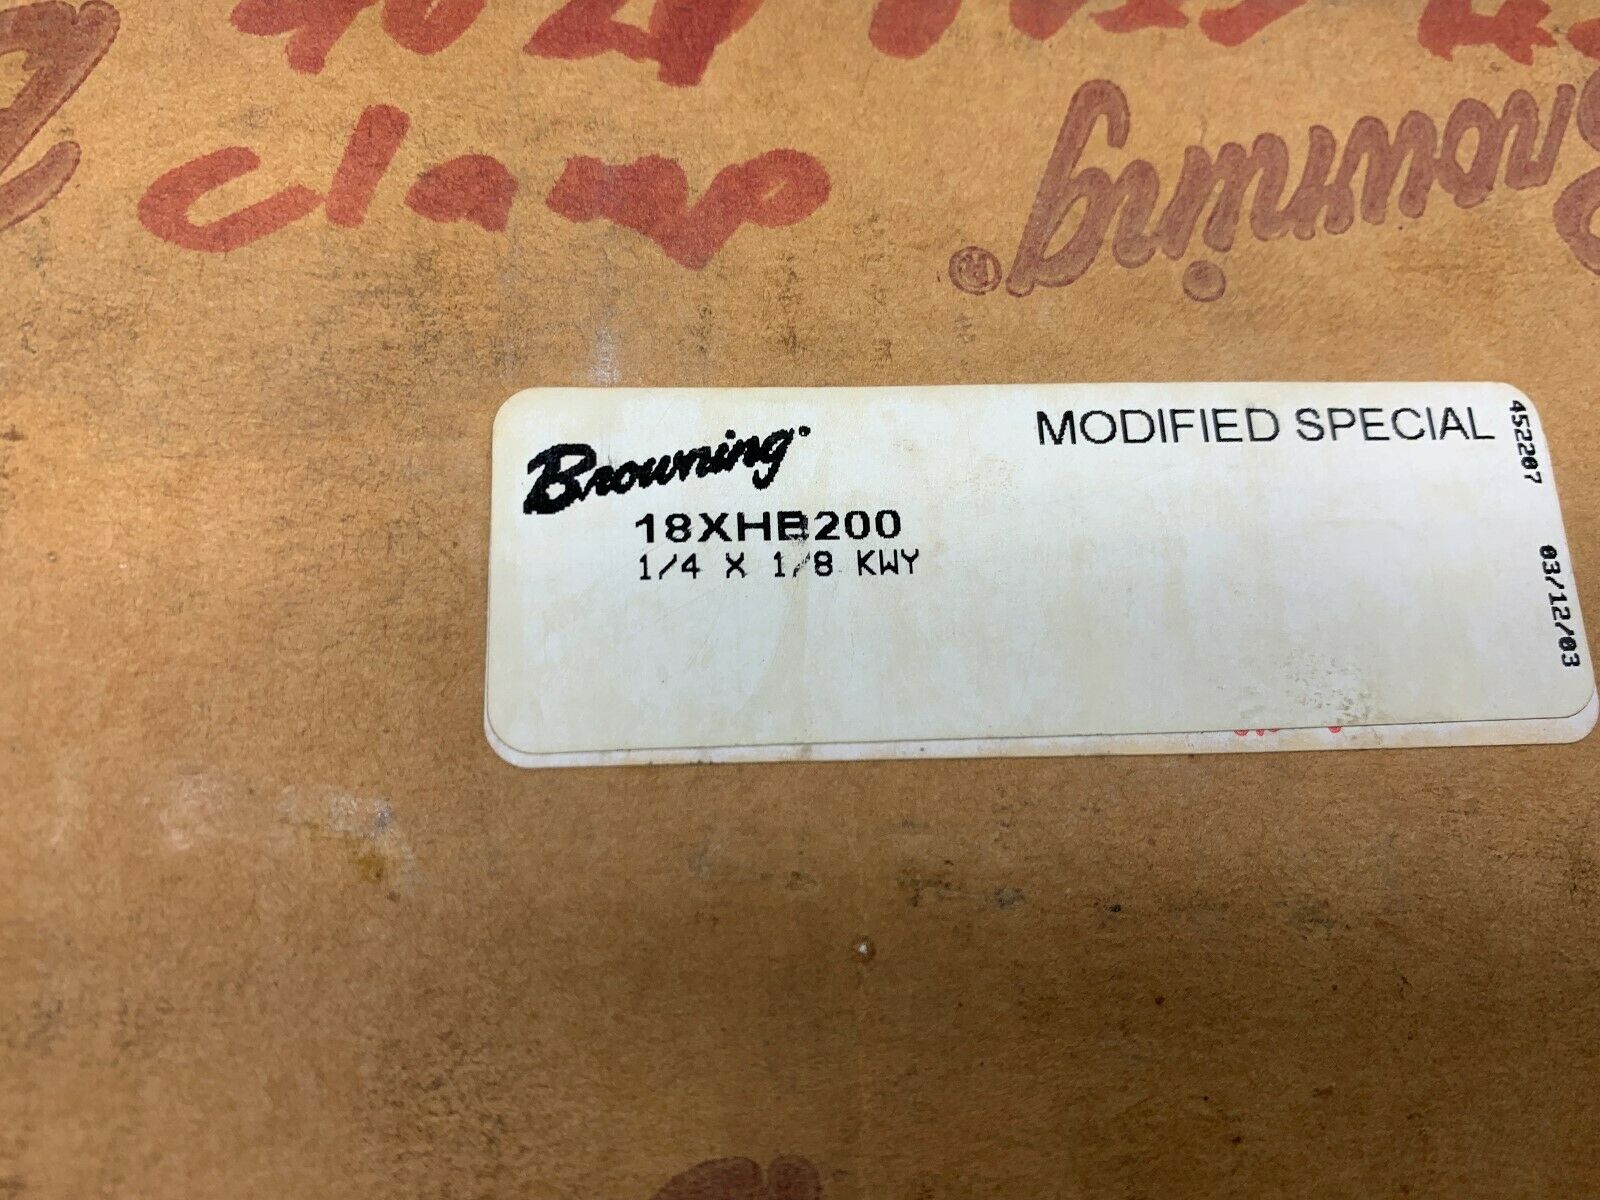 clamp
Browning®
Browning
MODIFIED SPECIAL
18XHB200
1/4 X 1/8 KWY
452207 03/12/03